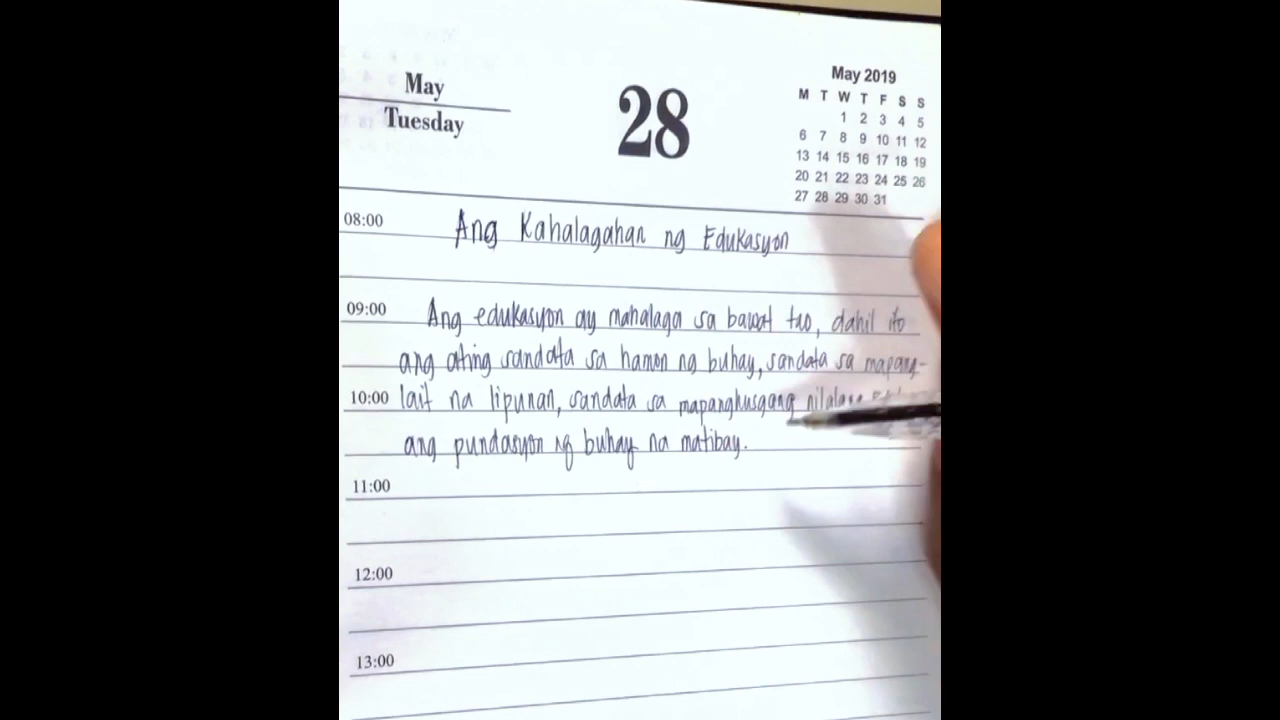 May
Tuesday
28
May 2019
M T W T F S S
1 2 3 4 5
6 7 8 9 10 11 12
13 14 15 16 17 18 19
20 21 22 23 24 25 26
27 28 29 30 31
08:00 Ang Kahalagahan ng Edukasyon
09:00 Ang edukasyon ay mahalaga sa bawat tao, dahil ito
ang ating sandata sa hamon ng buhay, sandata sa mapang-
10:00 lait na lipunan, sandata sa mapanghusgang
ang pundasyon ng buhay na matibay.
11:00
12:00
13:00